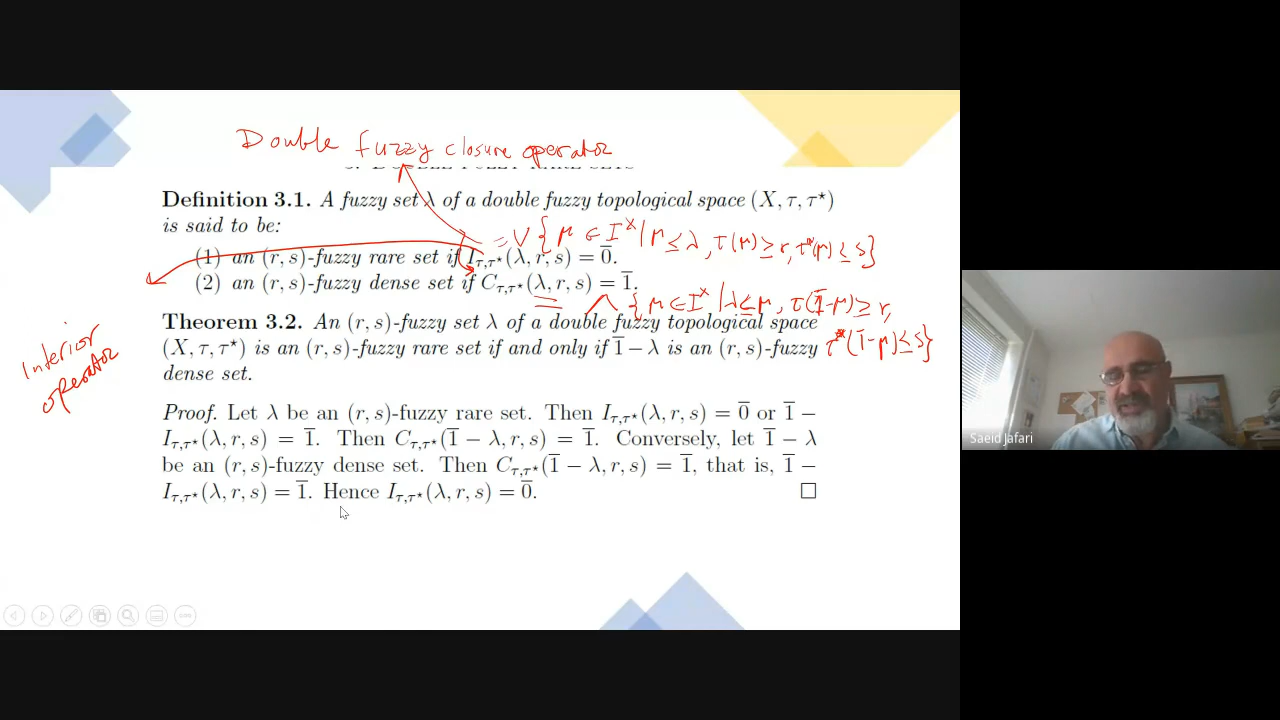 Double fuzzy closure operator
Definition 3.1. A fuzzy set λ of a double fuzzy topological space (X, τ, τ⋆)
is said to be:
= ∨ { μ ∈ I^X | μ ≤ λ, τ(μ) ≥ r, τ*(μ) ≤ s}
(1) an (r, s)-fuzzy rare set if I_{τ,τ⋆}(λ, r, s) = 0̅.
(2) an (r, s)-fuzzy dense set if C_{τ,τ⋆}(λ, r, s) = 1̅.
= ∧ { μ ∈ I^X | λ ≤ μ, τ(1̅-μ) ≥ r,
τ*(1̅-μ) ≤ s}
Interior
operator
Theorem 3.2. An (r, s)-fuzzy set λ of a double fuzzy topological space
(X, τ, τ⋆) is an (r, s)-fuzzy rare set if and only if 1̅ − λ is an (r, s)-fuzzy
dense set.
Proof. Let λ be an (r, s)-fuzzy rare set. Then I_{τ,τ⋆}(λ, r, s) = 0̅ or 1̅ −
I_{τ,τ⋆}(λ, r, s) = 1̅. Then C_{τ,τ⋆}(1̅ − λ, r, s) = 1̅. Conversely, let 1̅ − λ
be an (r, s)-fuzzy dense set. Then C_{τ,τ⋆}(1̅ − λ, r, s) = 1̅, that is, 1̅ −
I_{τ,τ⋆}(λ, r, s) = 1̅. Hence I_{τ,τ⋆}(λ, r, s) = 0̅. □
Saeid Jafari